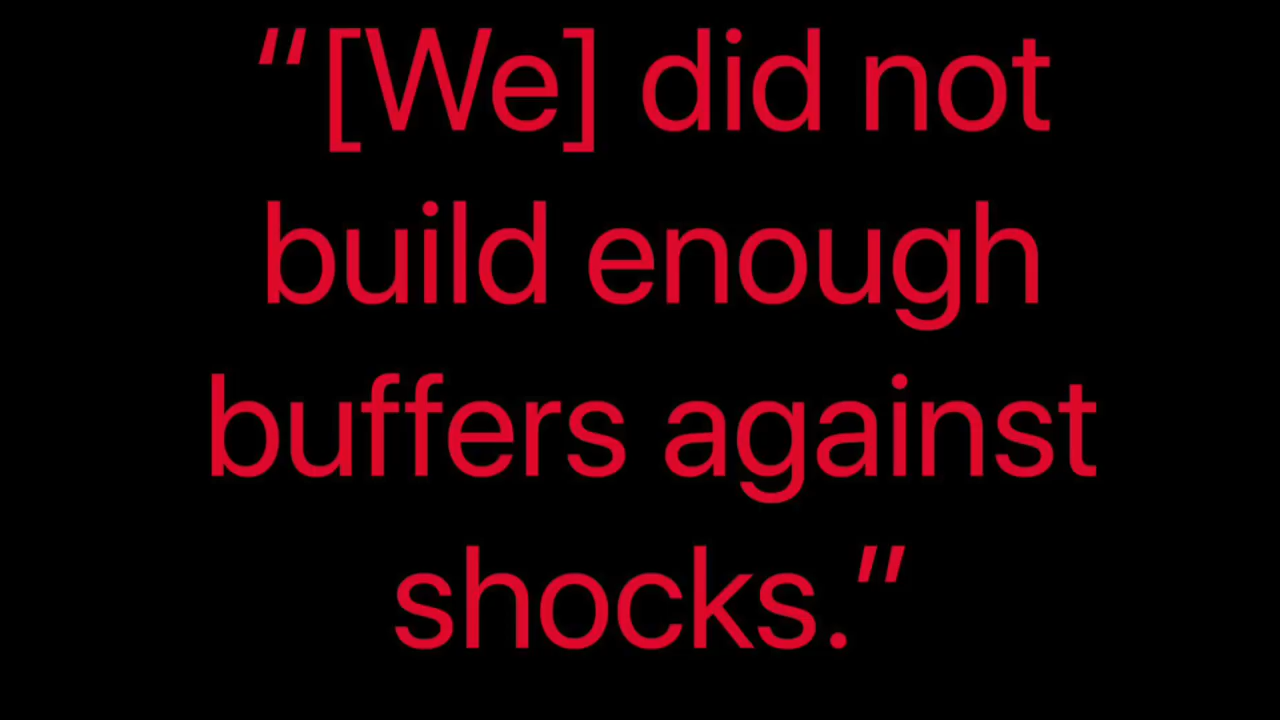 “[We] did not
build enough
buffers against
shocks.”